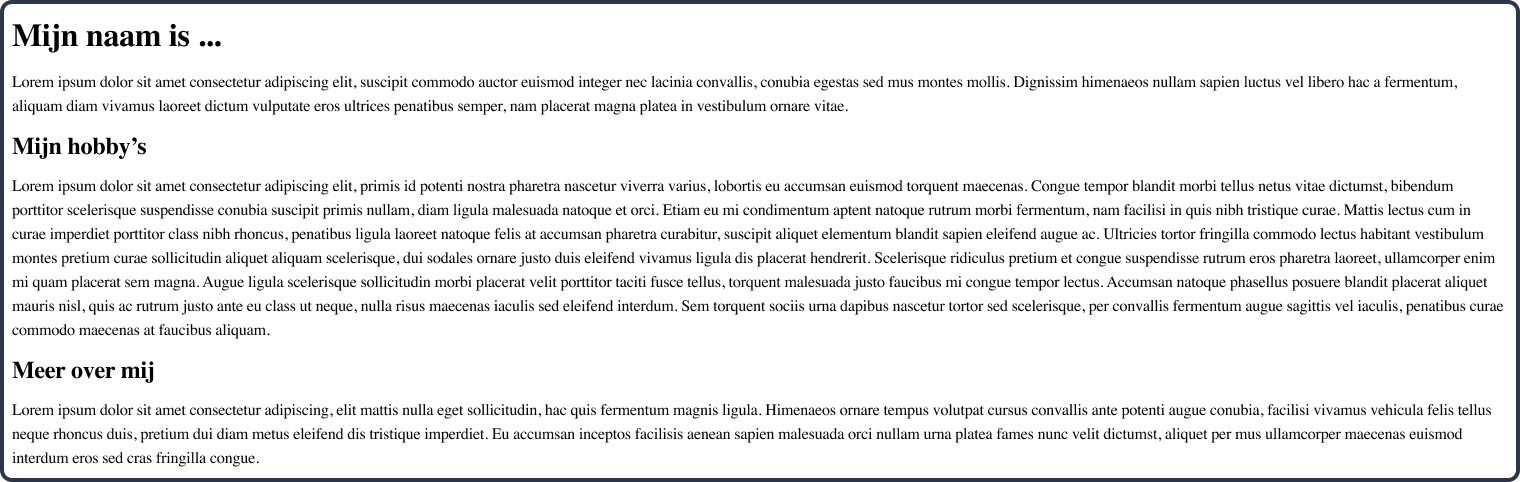 Mijn naam is ...
Lorem ipsum dolor sit amet consectetur adipiscing elit, suscipit commodo auctor euismod integer nec lacinia convallis, conubia egestas sed mus montes mollis. Dignissim himenaeos nullam sapien luctus vel libero hac a fermentum,
aliquam diam vivamus laoreet dictum vulputate eros ultrices penatibus semper, nam placerat magna platea in vestibulum ornare vitae.
Mijn hobby’s
Lorem ipsum dolor sit amet consectetur adipiscing elit, primis id potenti nostra pharetra nascetur viverra varius, lobortis eu accumsan euismod torquent maecenas. Congue tempor blandit morbi tellus netus vitae dictumst, bibendum
porttitor scelerisque suspendisse conubia suscipit primis nullam, diam ligula malesuada natoque et orci. Etiam eu mi condimentum aptent natoque rutrum morbi fermentum, nam facilisi in quis nibh tristique curae. Mattis lectus cum in
curae imperdiet porttitor class nibh rhoncus, penatibus ligula laoreet natoque felis at accumsan pharetra curabitur, suscipit aliquet elementum blandit sapien eleifend augue ac. Ultricies tortor fringilla commodo lectus habitant vestibulum
montes pretium curae sollicitudin aliquet aliquam scelerisque, dui sodales ornare justo duis eleifend vivamus ligula dis placerat hendrerit. Scelerisque ridiculus pretium et congue suspendisse rutrum eros pharetra laoreet, ullamcorper enim
mi quam placerat sem magna. Augue ligula scelerisque sollicitudin morbi placerat velit porttitor taciti fusce tellus, torquent malesuada justo faucibus mi congue tempor lectus. Accumsan natoque phasellus posuere blandit placerat aliquet
mauris nisl, quis ac rutrum justo ante eu class ut neque, nulla risus maecenas iaculis sed eleifend interdum. Sem torquent sociis urna dapibus nascetur tortor sed scelerisque, per convallis fermentum augue sagittis vel iaculis, penatibus curae
commodo maecenas at faucibus aliquam.
Meer over mij
Lorem ipsum dolor sit amet consectetur adipiscing, elit mattis nulla eget sollicitudin, hac quis fermentum magnis ligula. Himenaeos ornare tempus volutpat cursus convallis ante potenti augue conubia, facilisi vivamus vehicula felis tellus
neque rhoncus duis, pretium dui diam metus eleifend dis tristique imperdiet. Eu accumsan inceptos facilisis aenean sapien malesuada orci nullam urna platea fames nunc velit dictumst, aliquet per mus ullamcorper maecenas euismod
interdum eros sed cras fringilla congue.